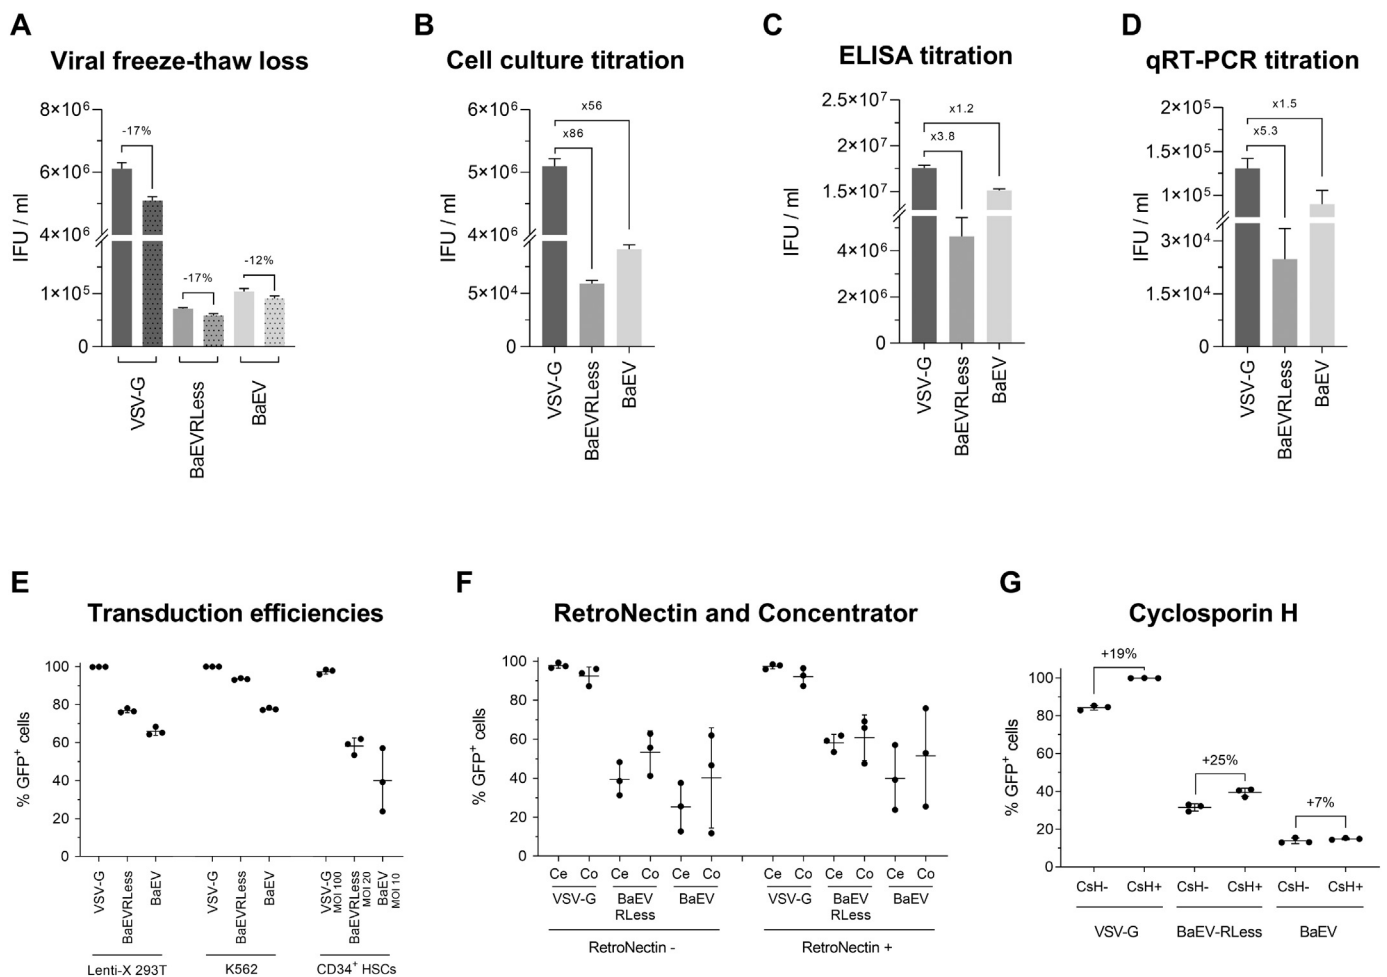 A
Viral freeze-thaw loss
IFU / ml
8×10⁶
6×10⁶
4×10⁶
1×10⁵
0
-17%
-17%
-12%
VSV-G
BaEVRLess
BaEV
B
Cell culture titration
IFU / ml
6×10⁶
5×10⁶
4×10⁶
5×10⁴
0
x56
x86
VSV-G
BaEVRLess
BaEV
C
ELISA titration
IFU / ml
2.5×10⁷
2×10⁷
1.5×10⁷
4×10⁶
2×10⁶
0
x1.2
x3.8
VSV-G
BaEVRLess
BaEV
D
qRT-PCR titration
IFU / ml
2×10⁵
1.5×10⁵
1×10⁵
3×10⁴
1.5×10⁴
0
x1.5
x5.3
VSV-G
BaEVRLess
BaEV
E
Transduction efficiencies
% GFP⁺ cells
100
80
60
40
20
0
VSV-G
BaEVRLess
BaEV
VSV-G
BaEVRLess
BaEV
VSV-G
MOI 100
BaEVRLess
MOI 20
BaEV
MOI 10
Lenti-X 293T
K562
CD34⁺ HSCs
F
RetroNectin and Concentrator
% GFP⁺ cells
100
80
60
40
20
0
Ce Co Ce Co Ce Co Ce Co Ce Co Ce Co
VSV-G BaEV BaEV VSV-G BaEV BaEV
RLess RLess
RetroNectin - RetroNectin +
G
Cyclosporin H
% GFP⁺ cells
100
80
60
40
20
0
+19%
+25%
+7%
CsH- CsH+ CsH- CsH+ CsH- CsH+
VSV-G BaEV-RLess BaEV